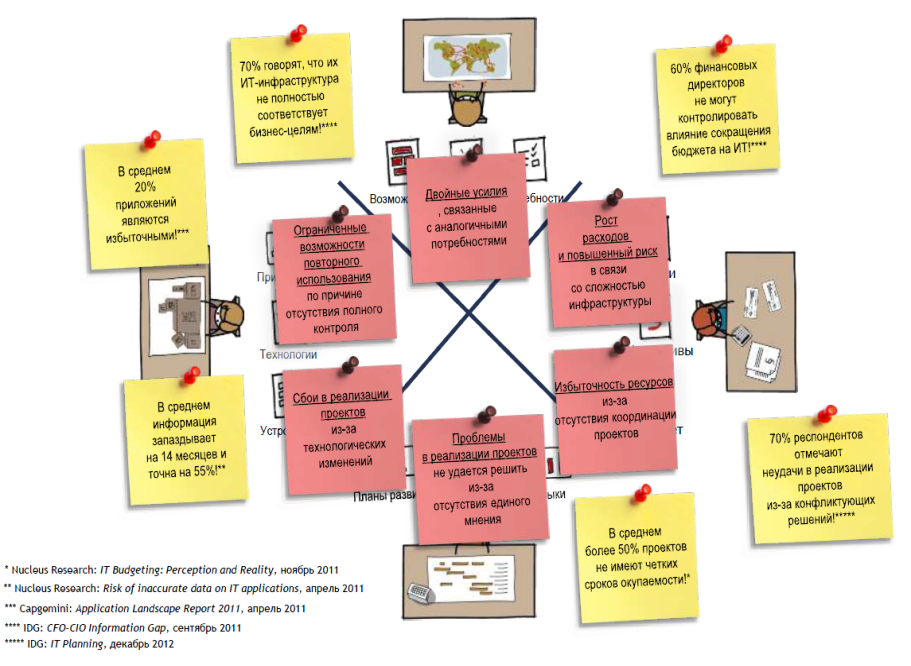 70% говорят, что их
ИТ-инфраструктура
не полностью
соответствует
бизнес-целям!****
60% финансовых
директоров
не могут
контролировать
влияние сокращения
бюджета на ИТ!****
В среднем
20%
приложений
являются
избыточными!***
Двойные усилия
, связанные
с аналогичными
потребностями
Ограниченные
возможности
повторного
использования
по причине
отсутствия полного
контроля
Рост
расходов
и повышенный риск
в связи
со сложностью
инфраструктуры
Технологии
В среднем
информация
запаздывает
на 14 месяцев и
точна на 55%!**
Сбои в реализации
проектов
из-за
технологических
изменений
Избыточность ресурсов
из-за
отсутствия координации
проектов
Проблемы
в реализации проектов
не удается решить
из-за
отсутствия единого
мнения
Планы
70% респондентов
отмечают
неудачи в реализации
проектов
из-за конфликтующих
решений!*****
В среднем
более 50% проектов
не имеют четких
сроков окупаемости!*
* Nucleus Research: IT Budgeting: Perception and Reality, ноябрь 2011
** Nucleus Research: Risk of inaccurate data on IT applications, апрель 2011
*** Capgemini: Application Landscape Report 2011, апрель 2011
**** IDG: CFO-CIO Information Gap, сентябрь 2011
***** IDG: IT Planning, декабрь 2012